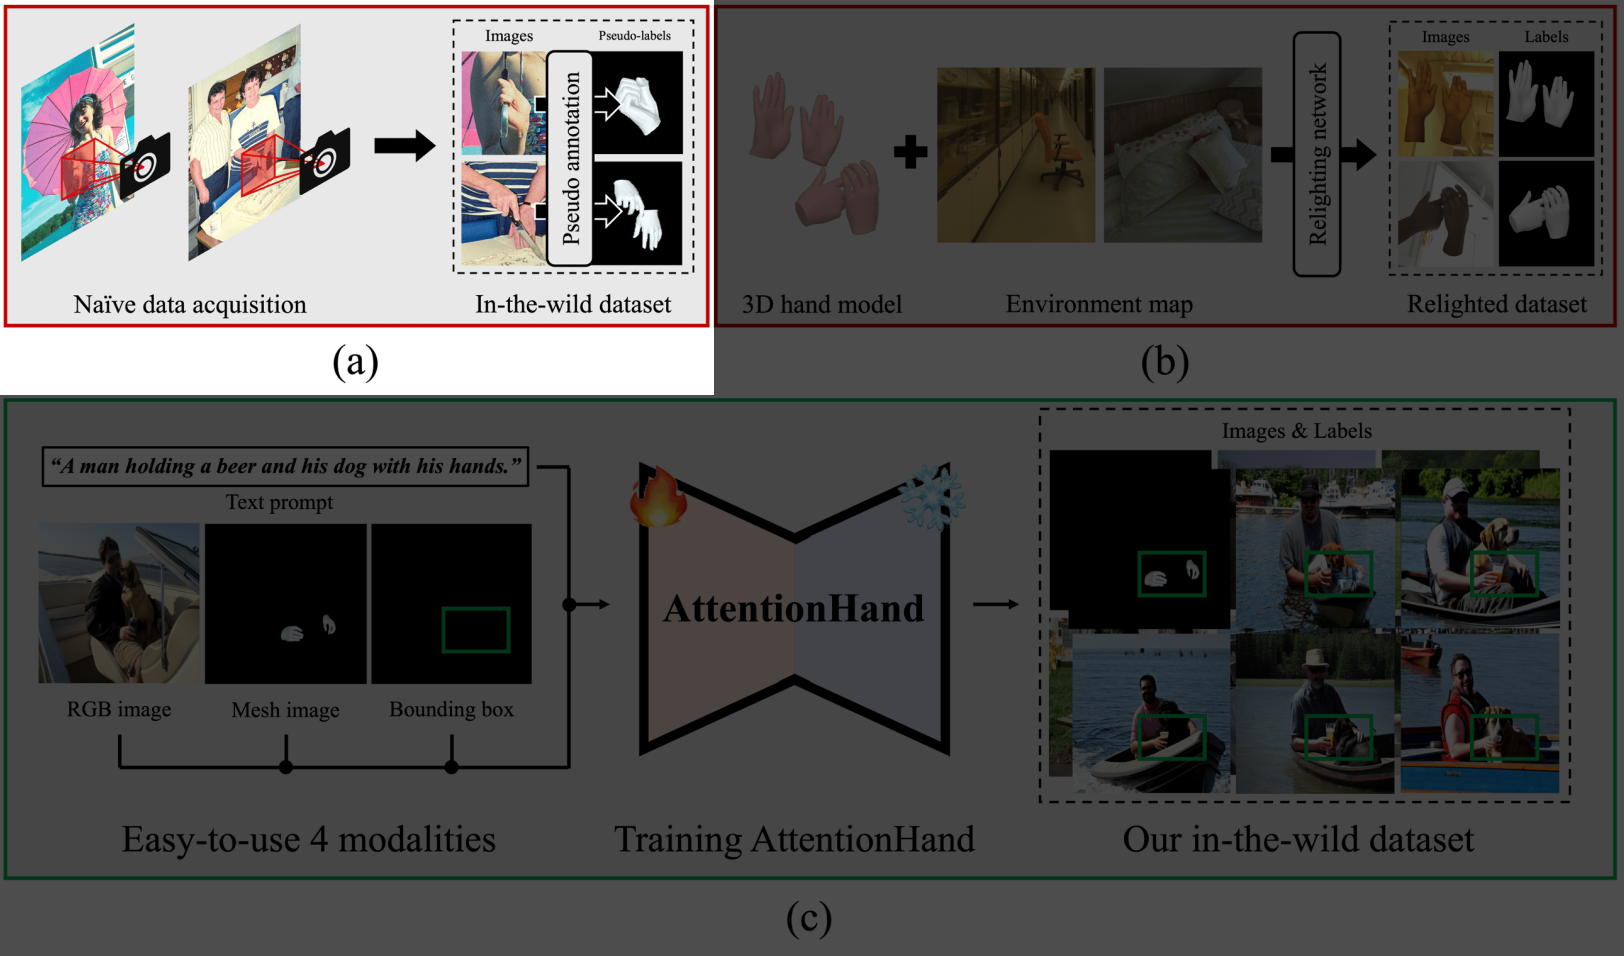 Images
Pseudo-labels
Pseudo annotation
Naïve data acquisition
In-the-wild dataset
(a)
Images
Labels
Relighting network
3D hand model
Environment map
Relighted dataset
(b)
"A man holding a beer and his dog with his hands."
Text prompt
RGB image
Mesh image
Bounding box
AttentionHand
Images & Labels
Easy-to-use 4 modalities
Training AttentionHand
Our in-the-wild dataset
(c)